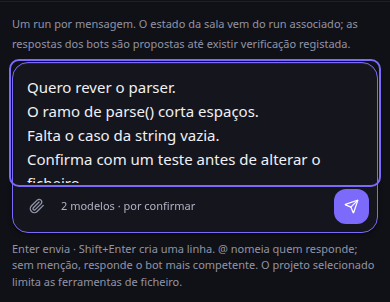 Um run por mensagem. O estado da sala vem do run associado; as
respostas dos bots são propostas até existir verificação registada.
Quero rever o parser.
O ramo de parse() corta espaços.
Falta o caso da string vazia.
Confirma com um teste antes de alterar o
ficheiro.
2 modelos · por confirmar
Enter envia · Shift+Enter cria uma linha. @ nomeia quem responde;
sem menção, responde o bot mais competente. O projeto selecionado
limita as ferramentas de ficheiro.